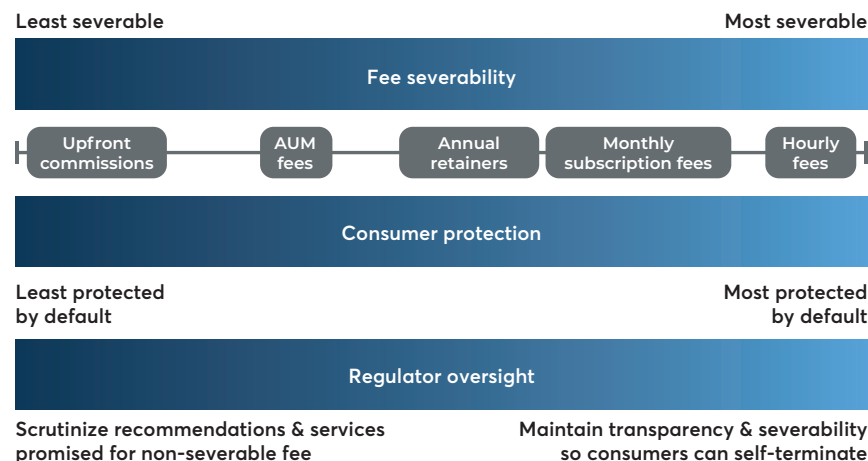 Least severable
Most severable
Fee severability
Upfront
commissions
AUM
fees
Annual
retainers
Monthly
subscription fees
Hourly
fees
Consumer protection
Least protected
by default
Most protected
by default
Regulator oversight
Scrutinize recommendations & services
promised for non-severable fee
Maintain transparency & severability
so consumers can self-terminate